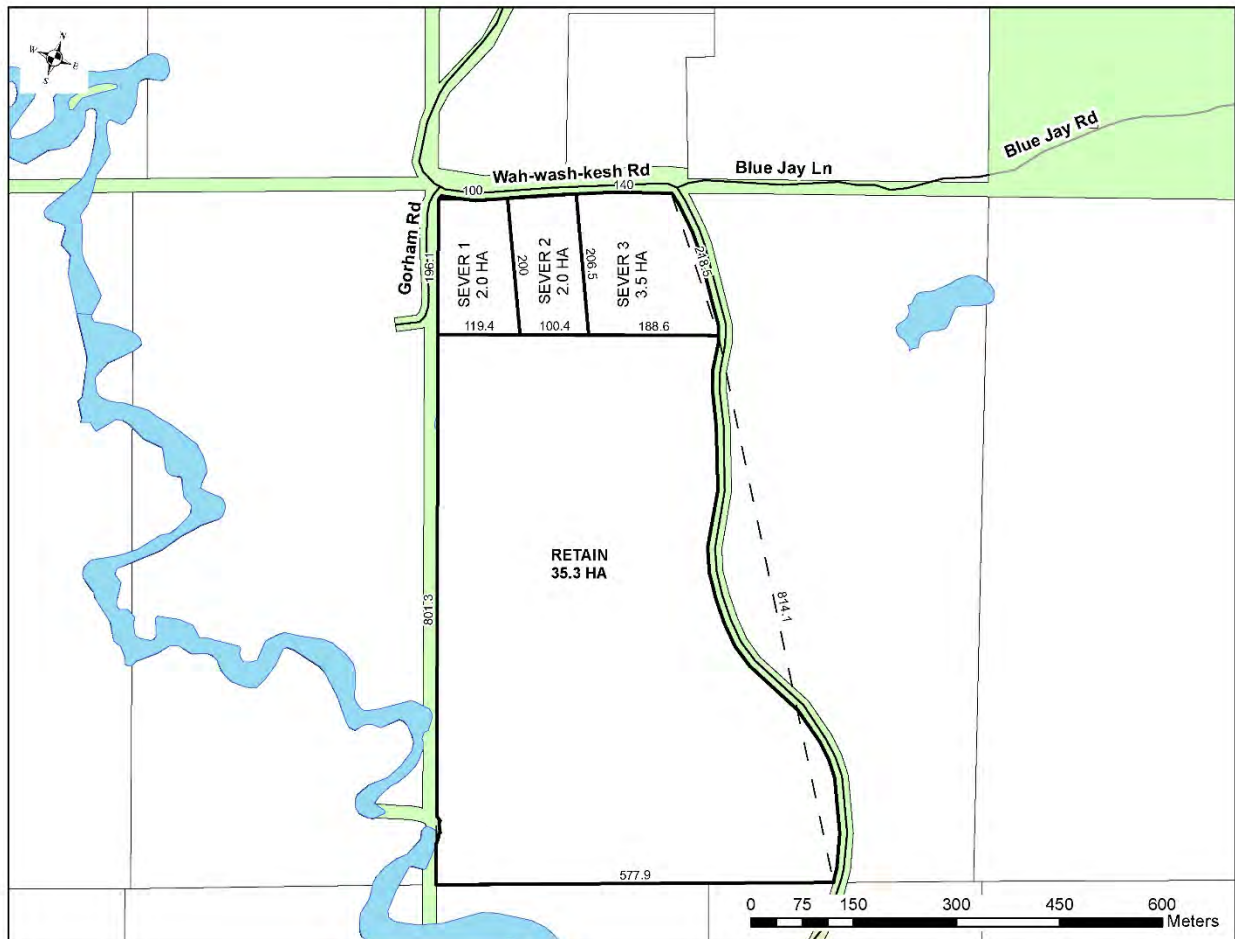 N
W
E
S
Blue Jay Rd
Wah-wash-kesh Rd
Blue Jay Ln
100
140
Gorham Rd
196.1
SEVER 1
2.0 HA
200
SEVER 2
2.0 HA
206.5
SEVER 3
3.5 HA
218.5
119.4
100.4
188.6
RETAIN
35.3 HA
801.3
814.1
577.9
0 75 150 300 450 600
Meters